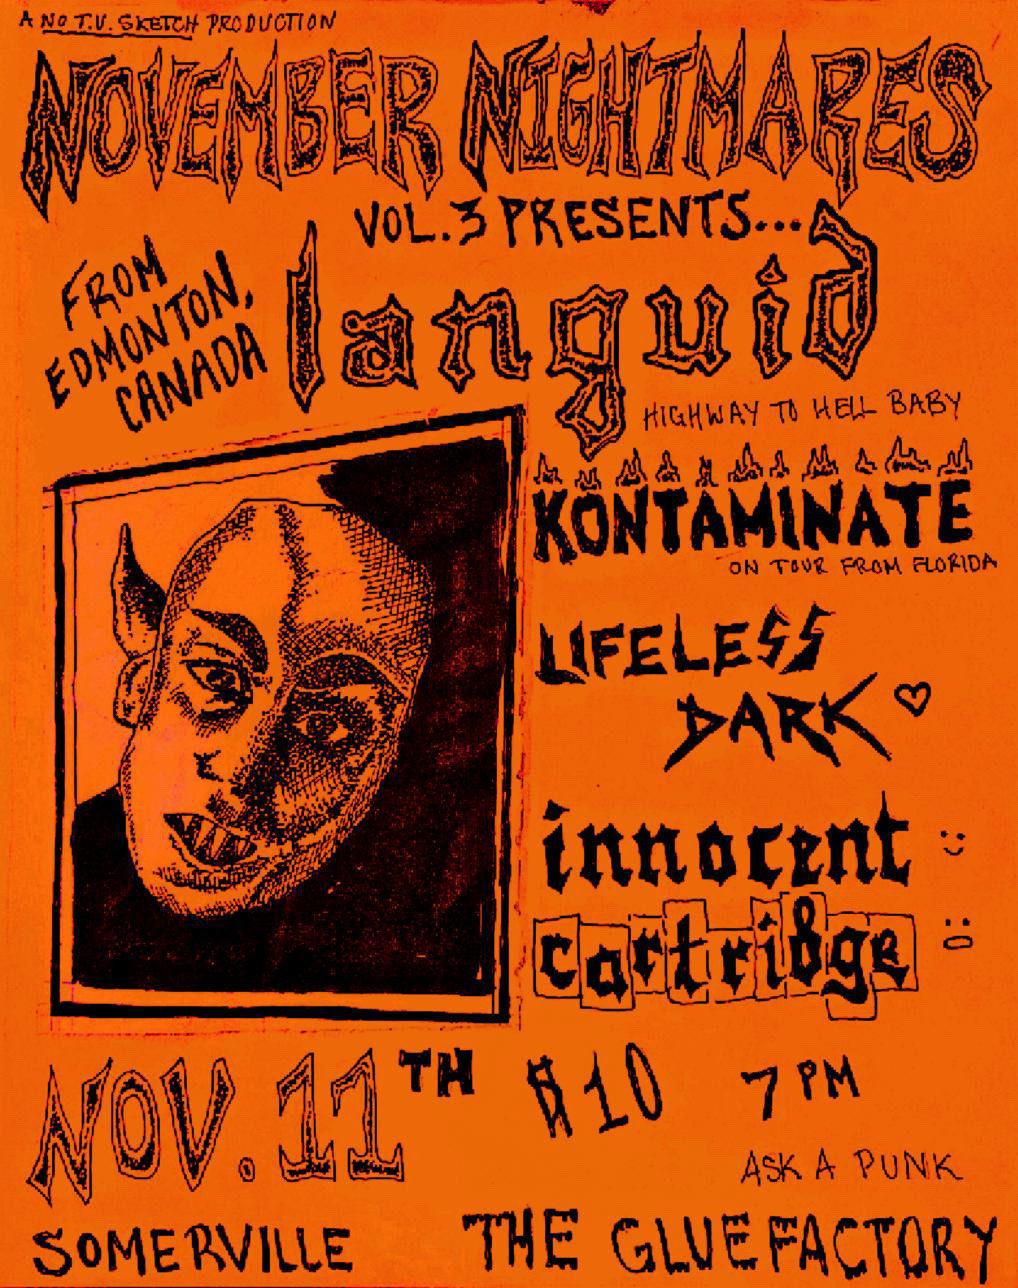 A NO T.V. SKETCH PRODUCTION
NOVEMBER NIGHTMARES
VOL. 3 PRESENTS...
FROM
EDMONTON,
CANADA
languid
HIGHWAY TO HELL BABY
KONTAMINATE
ON TOUR FROM FLORIDA
LIFELESS
DARK ♡
innocent
cartridge
NOV. 11TH
$10
7 PM
ASK A PUNK
SOMERVILLE
THE GLUE FACTORY